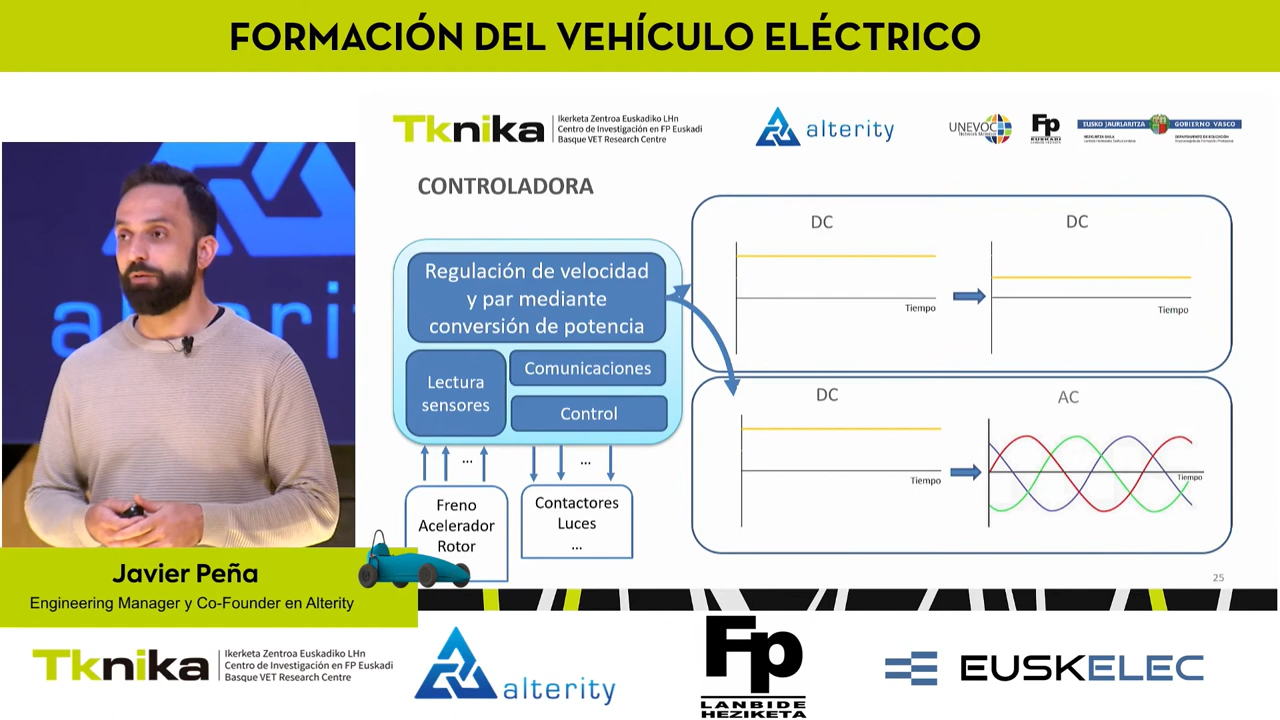 FORMACIÓN DEL VEHÍCULO ELÉCTRICO
Tknika
Ikerketa Zentroa Euskadiko LHn
Centro de Investigación en FP Euskadi
Basque VET Research Centre
alterity
UNEVOC
Fp
EUSKADI
LANBIDE HEZIKETA
EUSKO JAURLARITZA
GOBIERNO VASCO
CONTROLADORA
Regulación de velocidad
y par mediante
conversión de potencia
Lectura
sensores
Comunicaciones
Control
...
...
Freno
Acelerador
Rotor
Contactores
Luces
...
DC
Tiempo
DC
Tiempo
DC
Tiempo
AC
Tiempo
25
alteri
Javier Peña
Engineering Manager y Co-Founder en Alterity
Tknika
Ikerketa Zentroa Euskadiko LHn
Centro de Investigación en FP Euskadi
Basque VET Research Centre
alterity
Fp
LANBIDE
HEZIKETA
EUSKELEC